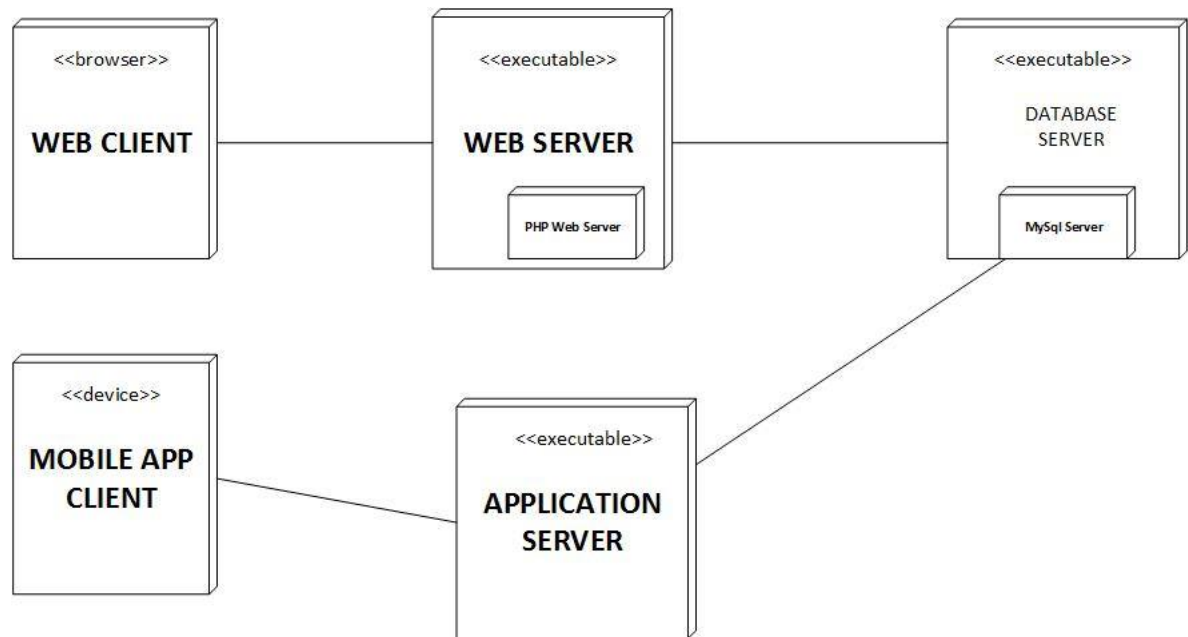 <<browser>>
WEB CLIENT
<<executable>>
WEB SERVER
PHP Web Server
<<executable>>
DATABASE
SERVER
MySql Server
<<device>>
MOBILE APP
CLIENT
<<executable>>
APPLICATION
SERVER